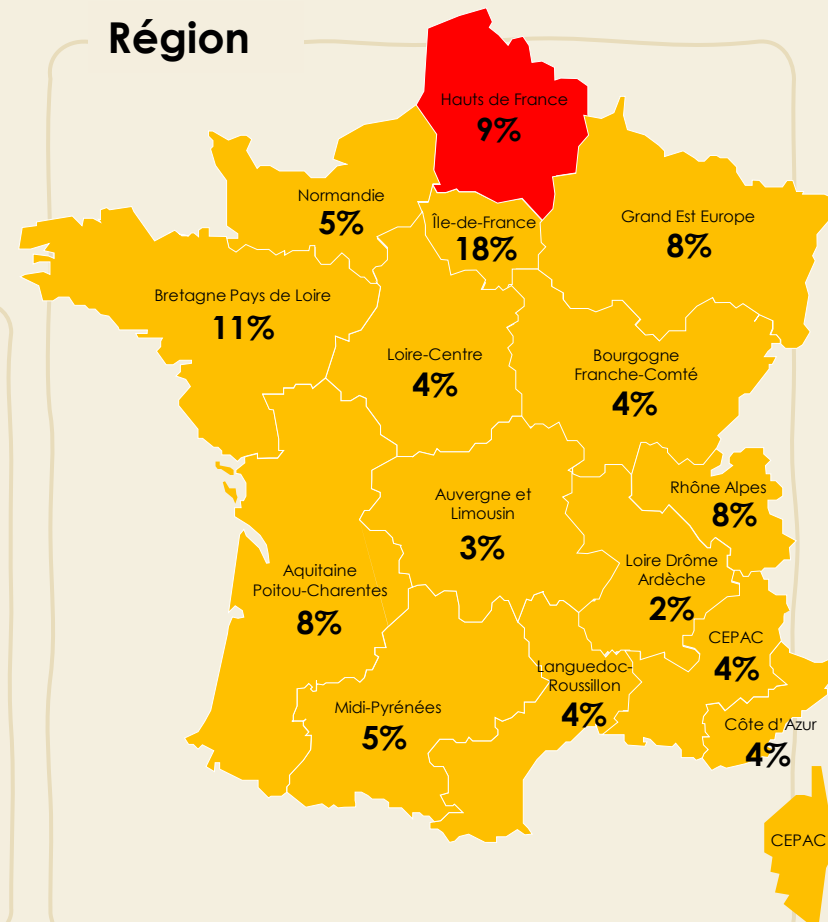 Région
Hauts de France
9%
Normandie
5%
Île-de-France
18%
Grand Est Europe
8%
Bretagne Pays de Loire
11%
Loire-Centre
4%
Bourgogne
Franche-Comté
4%
Auvergne et
Limousin
3%
Rhône Alpes
8%
Loire Drôme
Ardèche
2%
Aquitaine
Poitou-Charentes
8%
CEPAC
4%
Languedoc-
Roussillon
4%
Midi-Pyrénées
5%
Côte d’Azur
4%
CEPAC